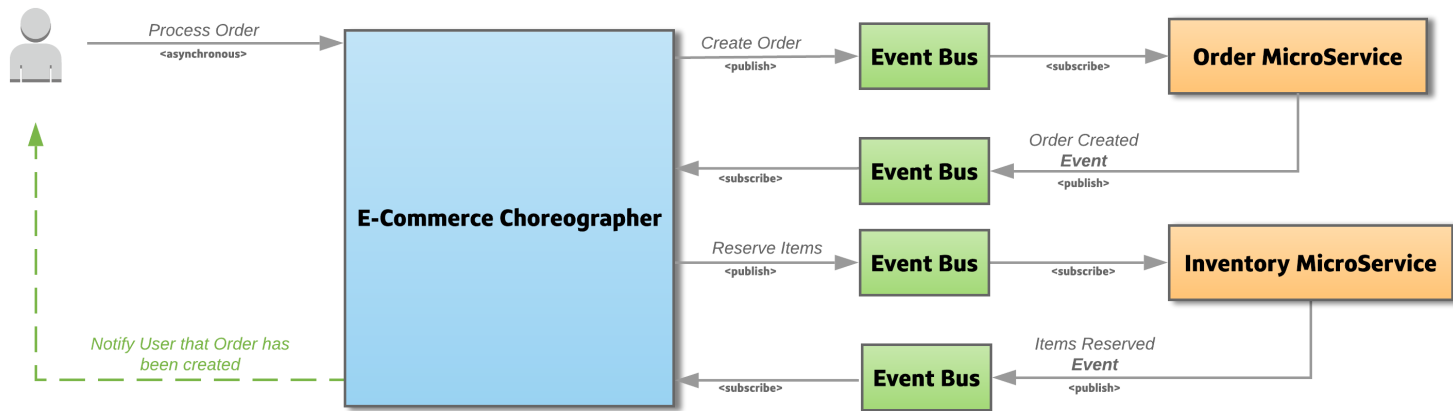 Process Order
<asynchronous>
Create Order
<publish>
Event Bus
<subscribe>
Order MicroService
Order Created
Event
<publish>
Event Bus
<subscribe>
E-Commerce Choreographer
Reserve Items
<publish>
Event Bus
<subscribe>
Inventory MicroService
Items Reserved
Event
<publish>
Event Bus
<subscribe>
Notify User that Order has
been created